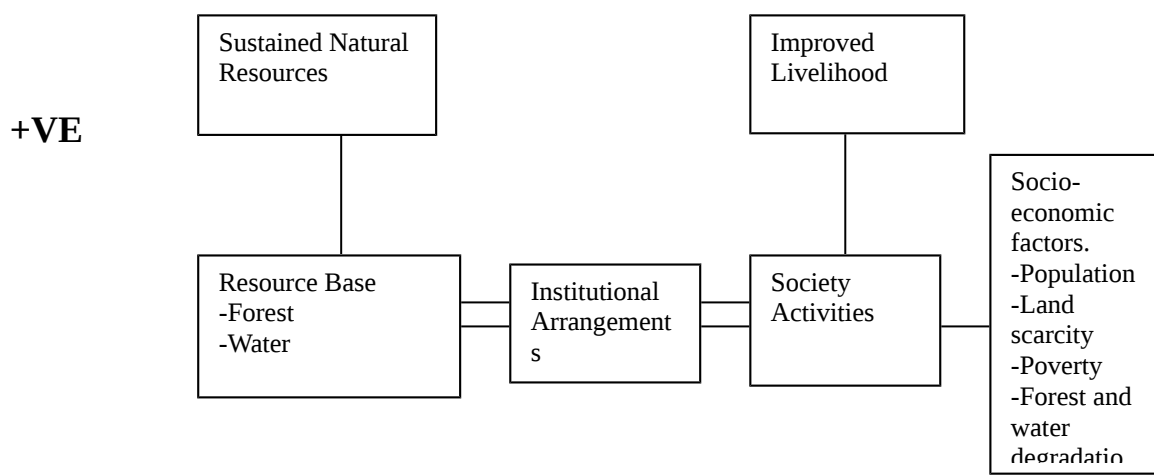 Sustained Natural
Resources
Improved
Livelihood
+VE
Resource Base
-Forest
-Water
Institutional
Arrangement
s
Society
Activities
Socio-
economic
factors.
-Population
-Land
scarcity
-Poverty
-Forest and
water
degradatio